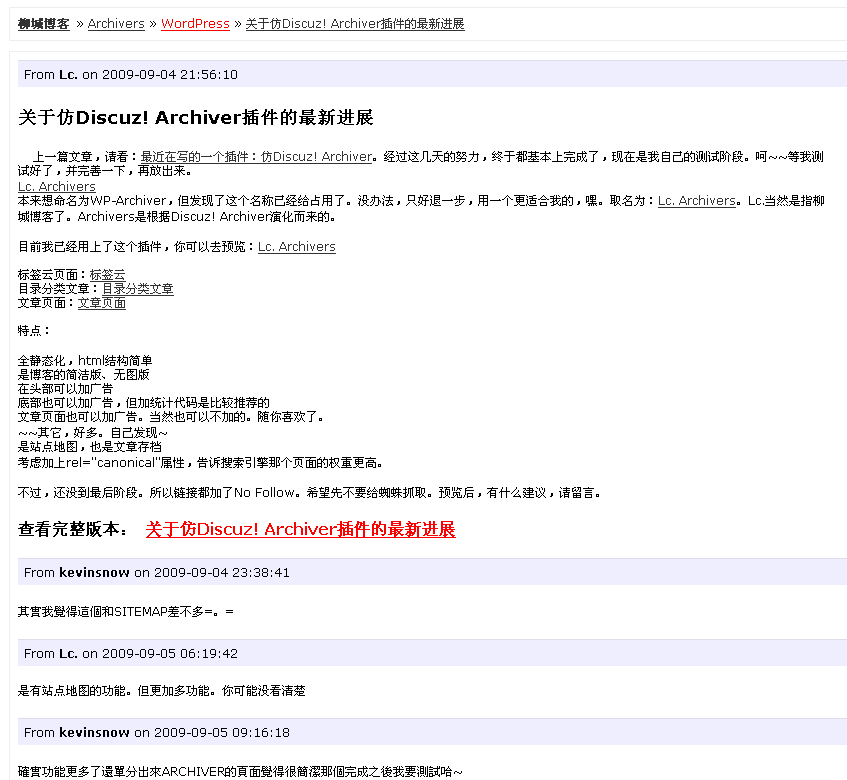 柳城博客 » Archivers » WordPress » 关于仿Discuz! Archiver插件的最新进展
From Lc. on 2009-09-04 21:56:10
关于仿Discuz! Archiver插件的最新进展
上一篇文章，请看：最近在写的一个插件：仿Discuz! Archiver。经过这几天的努力，终于都基本上完成了，现在是我自己的测试阶段。呵~~等我测
试好了，并完善一下，再放出来。
Lc. Archivers
本来想命名为WP-Archiver，但发现了这个名称已经给占用了。没办法，只好退一步，用一个更适合我的，嘿。取名为：Lc. Archivers。Lc.当然是指柳
城博客了。Archivers是根据Discuz! Archiver演化而来的。
目前我已经用上了这个插件，你可以去预览：Lc. Archivers
标签云页面：标签云
目录分类文章：目录分类文章
文章页面：文章页面
特点：
全静态化，html结构简单
是博客的简洁版、无图版
在头部可以加广告
底部也可以加广告，但加统计代码是比较推荐的
文章页面也可以加广告。当然也可以不加的。随你喜欢了。
~~其它，好多。自己发现~
是站点地图，也是文章存档
考虑加上rel="canonical"属性，告诉搜索引擎那个页面的权重更高。
不过，还没到最后阶段。所以链接都加了No Follow。希望先不要给蜘蛛抓取。预览后，有什么建议，请留言。
查看完整版本： 关于仿Discuz! Archiver插件的最新进展
From kevinsnow on 2009-09-04 23:38:41
其實我覺得這個和SITEMAP差不多=。=
From Lc. on 2009-09-05 06:19:42
是有站点地图的功能。但更加多功能。你可能没看清楚
From kevinsnow on 2009-09-05 09:16:18
確實功能更多了還單分出來ARCHIVER的頁面覺得很簡潔那個完成之後我要測試哈~